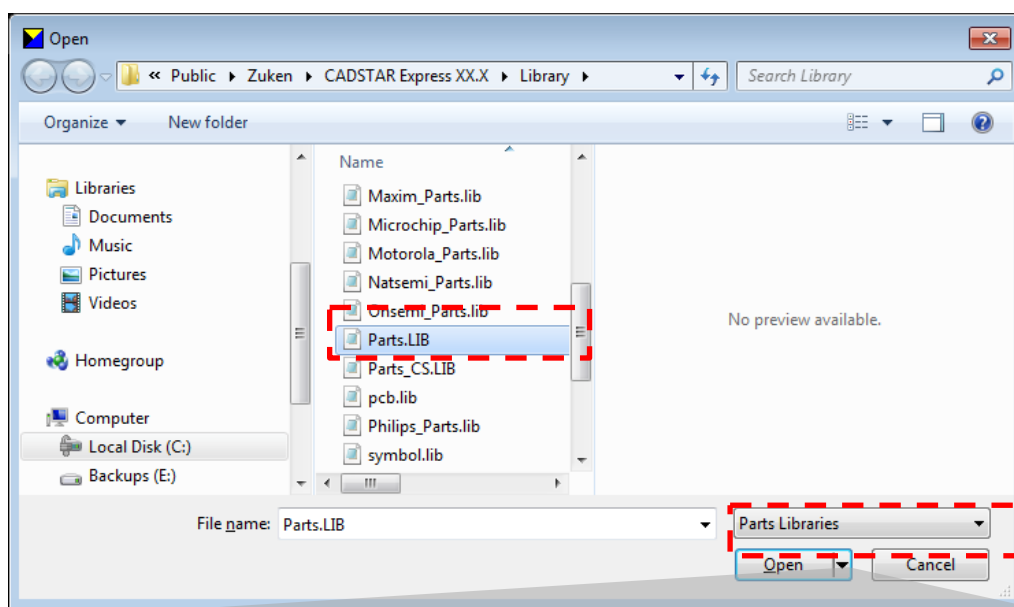 Open
« Public ▸ Zuken ▸ CADSTAR Express XX.X ▸ Library ▸ Search Library
Organize ▾ New folder
Name
Libraries
Documents
Music
Pictures
Videos
Homegroup
Computer
Local Disk (C:)
Backups (E:)
Maxim_Parts.lib
Microchip_Parts.lib
Motorola_Parts.lib
Natsemi_Parts.lib
Onsemi_Parts.lib
Parts.LIB
Parts_CS.LIB
pcb.lib
Philips_Parts.lib
symbol.lib
No preview available.
File name: Parts.LIB Parts Libraries
Open Cancel